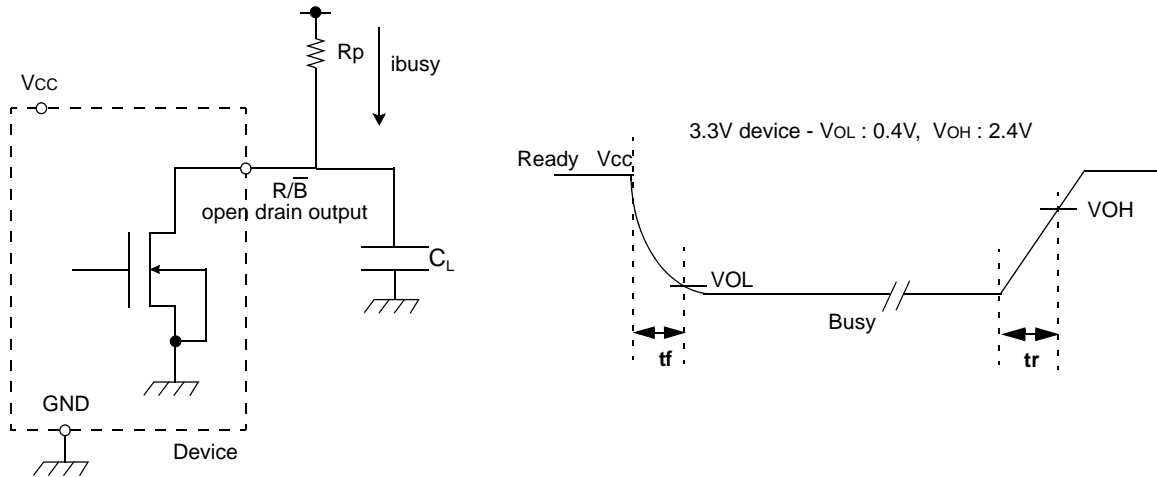 Rp
ibusy
VCC
R/B̅
open drain output
CL
GND
Device
3.3V device - VOL : 0.4V, VOH : 2.4V
Ready Vcc
VOH
VOL
Busy
tf
tr